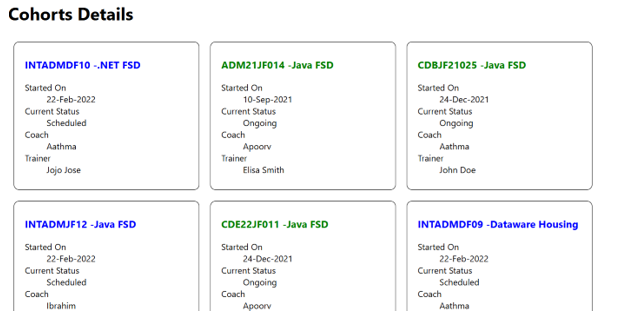 Cohorts Details
INTADMDF10 -.NET FSD
Started On
22-Feb-2022
Current Status
Scheduled
Coach
Aathma
Trainer
Jojo Jose
ADM21JF014 -Java FSD
Started On
10-Sep-2021
Current Status
Ongoing
Coach
Apoorv
Trainer
Elisa Smith
CDBJF21025 -Java FSD
Started On
24-Dec-2021
Current Status
Ongoing
Coach
Aathma
Trainer
John Doe
INTADMJF12 -Java FSD
Started On
22-Feb-2022
Current Status
Scheduled
Coach
Ibrahim
CDE22JF011 -Java FSD
Started On
24-Dec-2021
Current Status
Ongoing
Coach
Apoorv
INTADMDF09 -Dataware Housing
Started On
22-Feb-2022
Current Status
Scheduled
Coach
Aathma